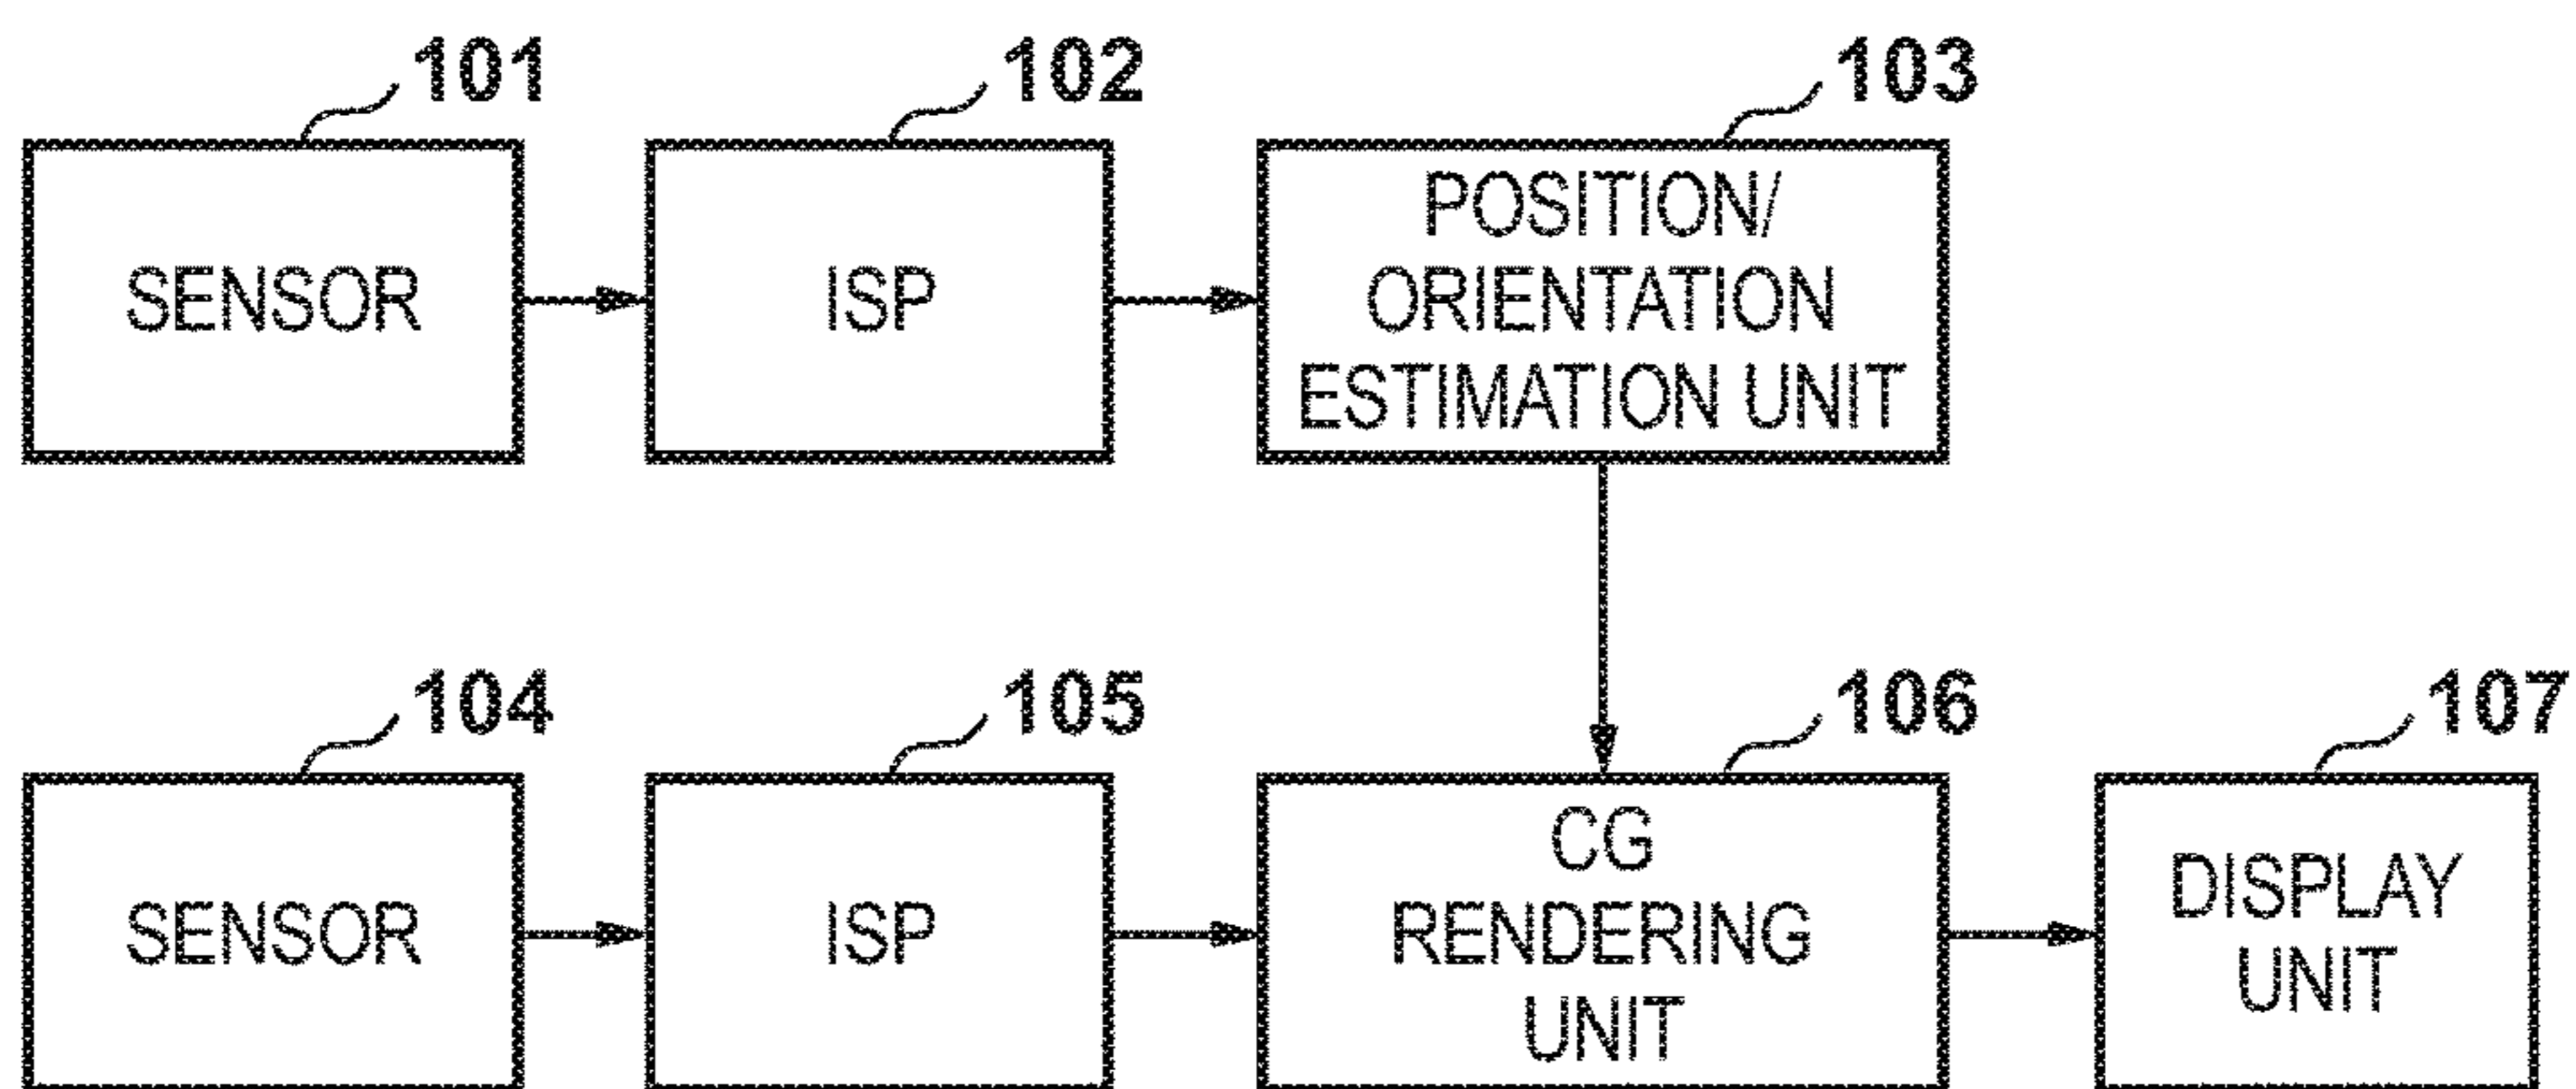 101
102
103
SENSOR
ISP
POSITION/
ORIENTATION
ESTIMATION UNIT
104
105
106
107
SENSOR
ISP
CG
RENDERING
UNIT
DISPLAY
UNIT